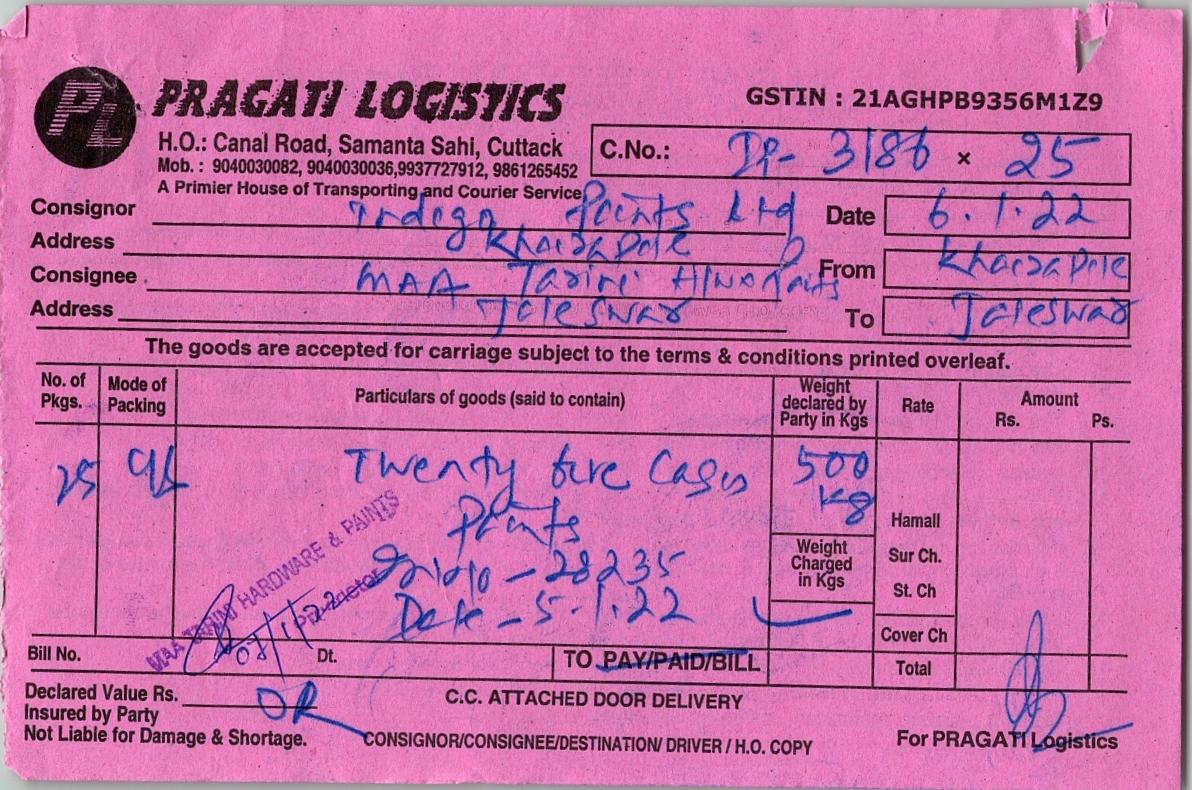 PL PRAGATI LOGISTICS
GSTIN : 21AGHPB9356M1Z9
H.O.: Canal Road, Samanta Sahi, Cuttack
Mob. : 9040030082, 9040030036,9937727912, 9861265452
A Primier House of Transporting and Courier Service
C.No.: DP- 3186 x 25
Consignor Indigo Paints Ltd
Date 6.1.22
Address
From
Consignee MAA Tarini H/W Paints
Address Jaleswar
To Jaleswar
The goods are accepted for carriage subject to the terms & conditions printed overleaf.
No. of Pkgs. Mode of Packing Particulars of goods (said to contain) Weight declared by Party in Kgs Rate Amount Rs. Ps.
25 Twenty five Cases 500 Kg
Paints
Hamall
28235
Weight Charged in Kgs
Sur Ch.
St. Ch
Date - 5-1.22
Cover Ch
MAA TARINI HARDWARE & PAINTS
Proprietor
Bill No. Dt. TO PAY/PAID/BILL Total
Declared Value Rs.
C.C. ATTACHED DOOR DELIVERY
Insured by Party
Not Liable for Damage & Shortage.
CONSIGNOR/CONSIGNEE/DESTINATION/ DRIVER / H.O. COPY
For PRAGATI Logistics